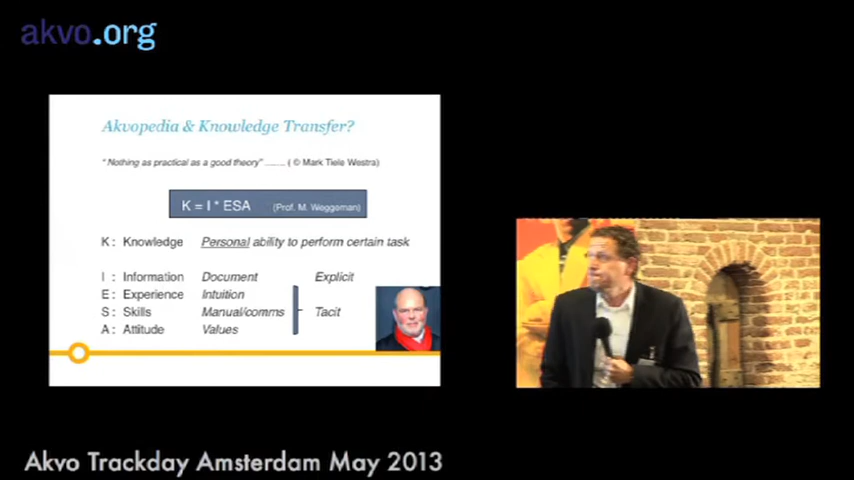 akvo.org
Akvopedia & Knowledge Transfer?
"Nothing as practical as a good theory" ....... ( © Mark Tiele Westra)
K = I * ESA (Prof. M. Weggeman)
K : Knowledge Personal ability to perform certain task
I : Information Document Explicit
E : Experience Intuition
S : Skills Manual/comms Tacit
A : Attitude Values
Akvo Trackday Amsterdam May 2013